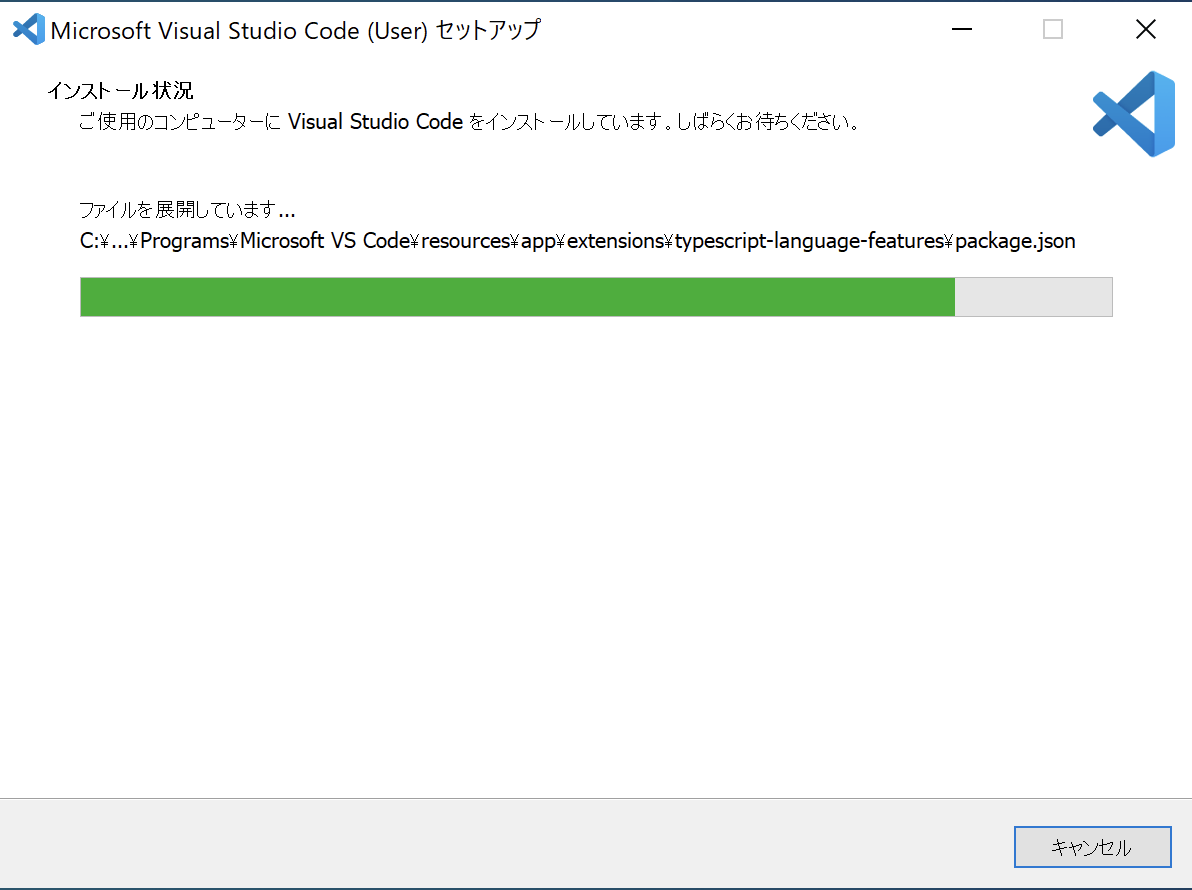 Microsoft Visual Studio Code (User) セットアップ
インストール状況
ご使用のコンピューターに Visual Studio Code をインストールしています。しばらくお待ちください。
ファイルを展開しています...
C:¥...¥Programs¥Microsoft VS Code¥resources¥app¥extensions¥typescript-language-features¥package.json
キャンセル